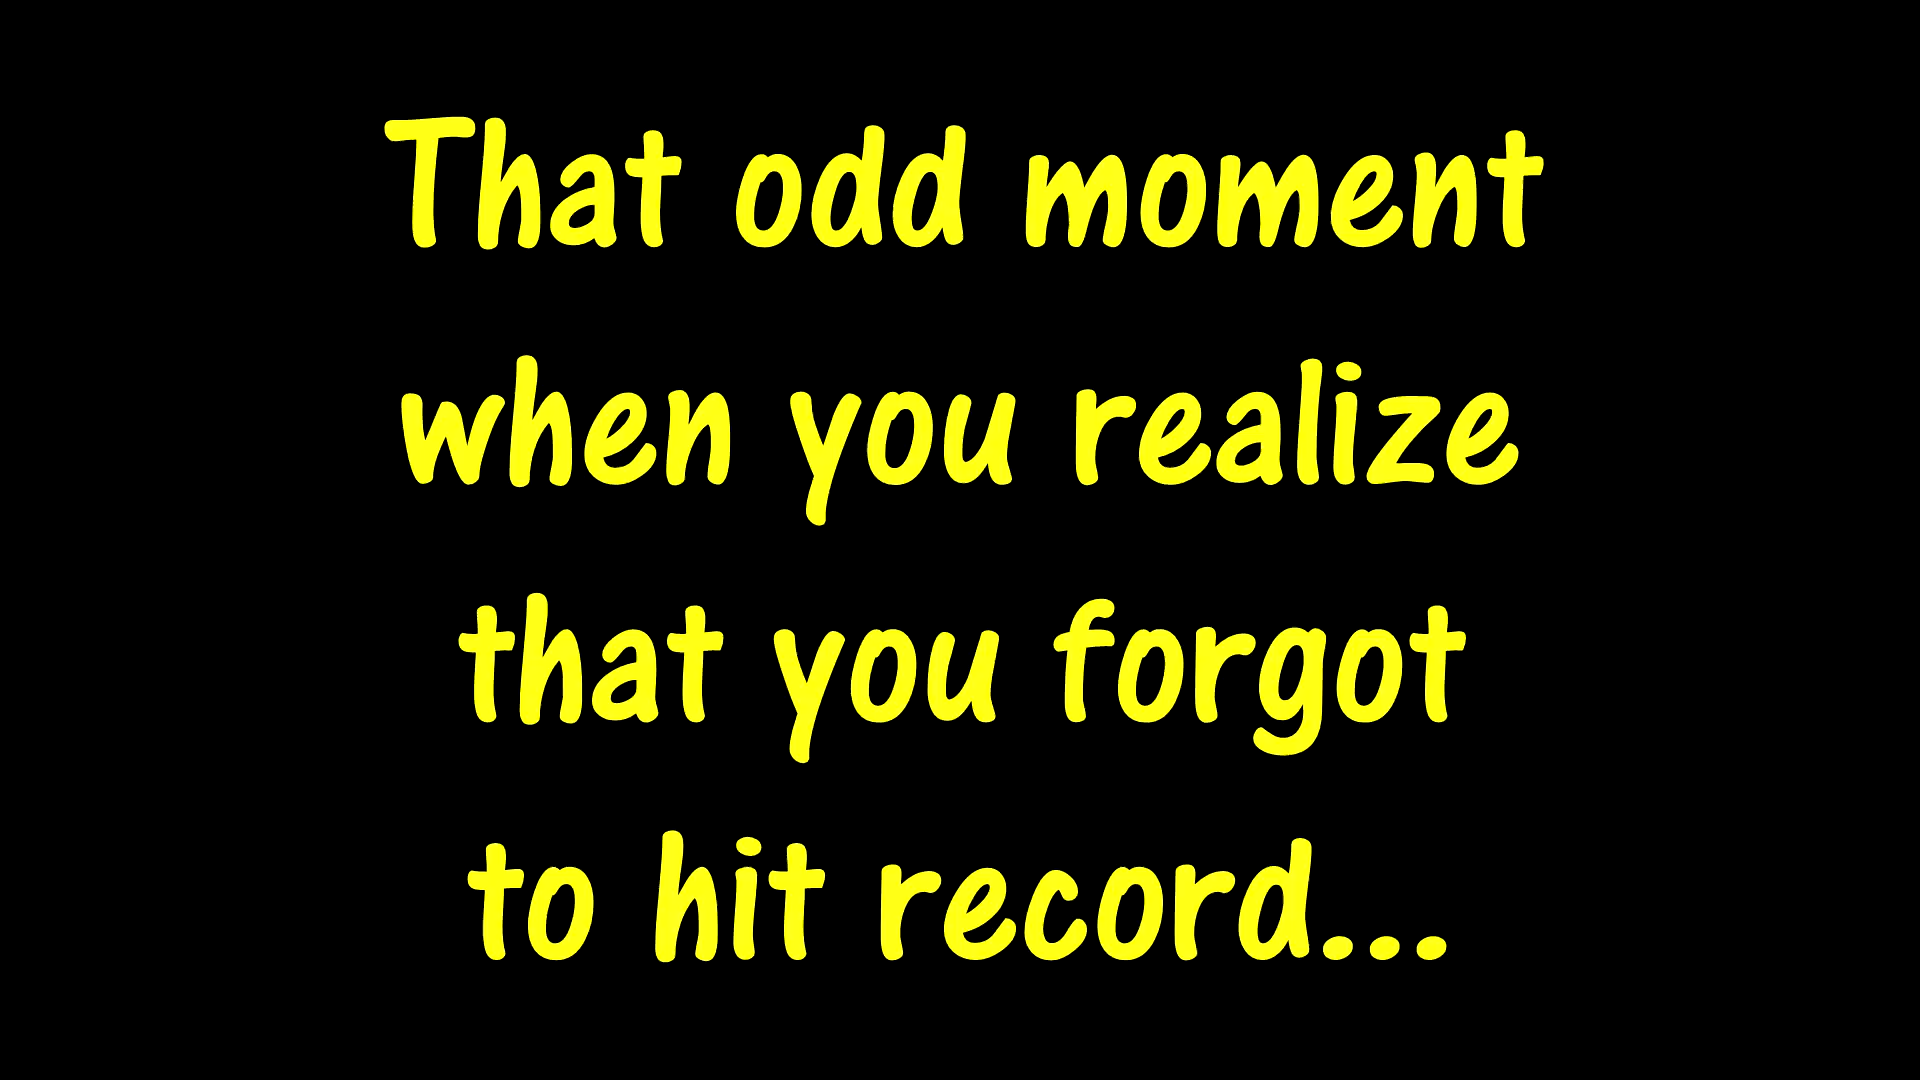 That odd moment
when you realize
that you forgot
to hit record...